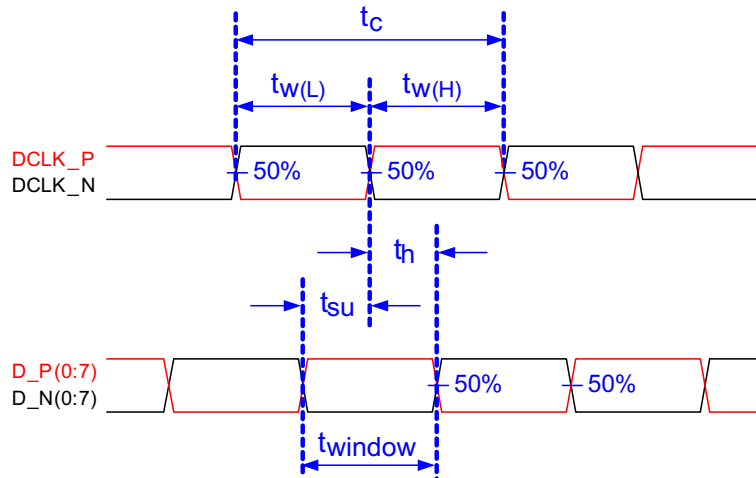 tc
tw(L) tw(H)
DCLK_P
DCLK_N
50% 50% 50%
th
tsu
D_P(0:7)
D_N(0:7)
50% 50%
twindow